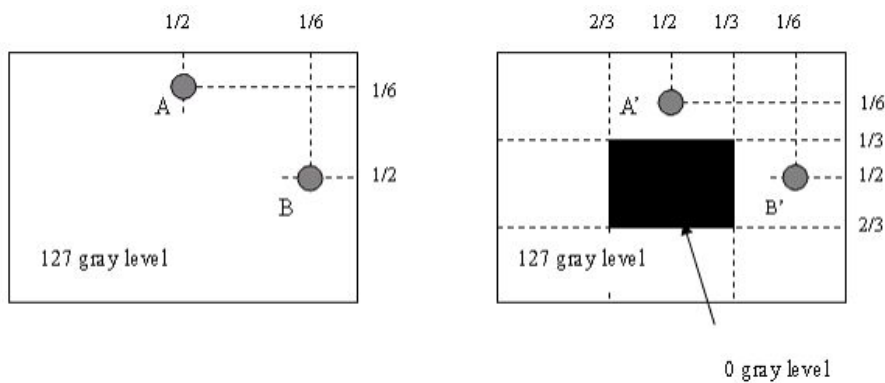 1/2 1/6
A
1/6
B
1/2
127 gray level
2/3 1/2 1/3 1/6
A'
1/6
1/3
1/2
B'
2/3
127 gray level
0 gray level